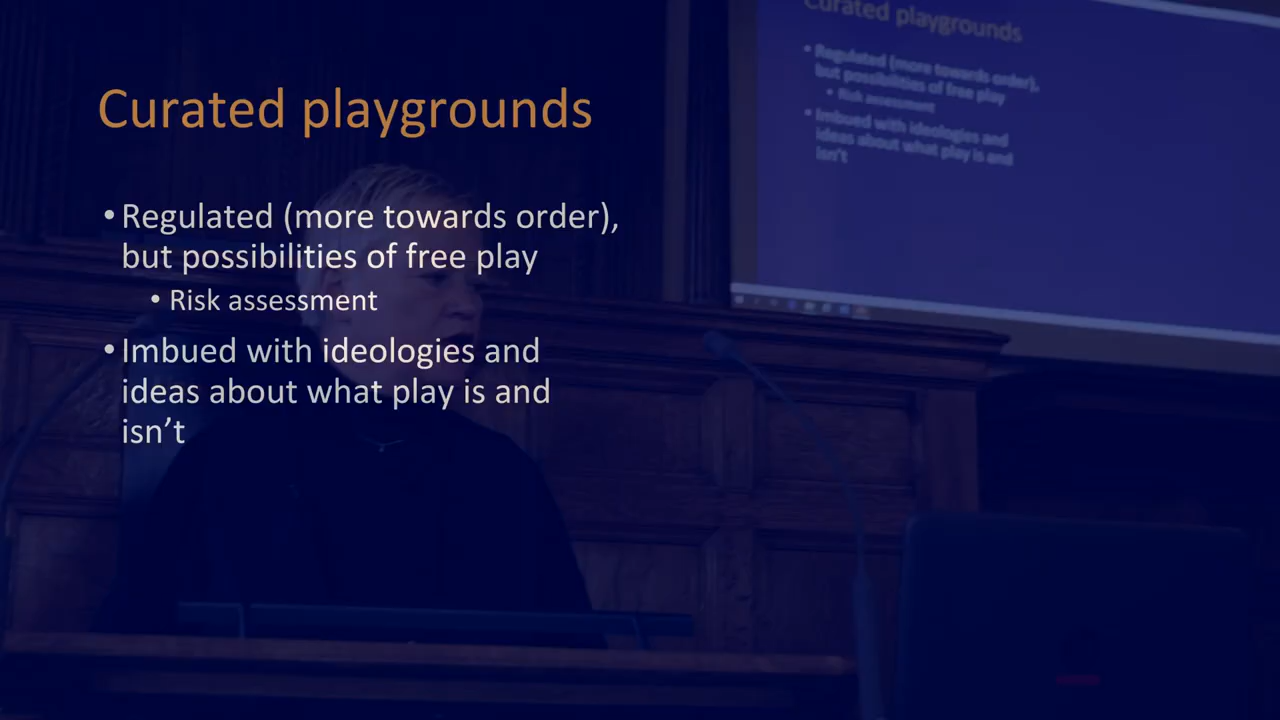 Curated playgrounds
• Regulated (more towards order),
but possibilities of free play
• Risk assessment
• Imbued with ideologies and
ideas about what play is and
isn’t
Curated playgrounds
• Regulated (more towards order),
but possibilities of free play
• Risk assessment
• Imbued with ideologies and
ideas about what play is and
isn’t